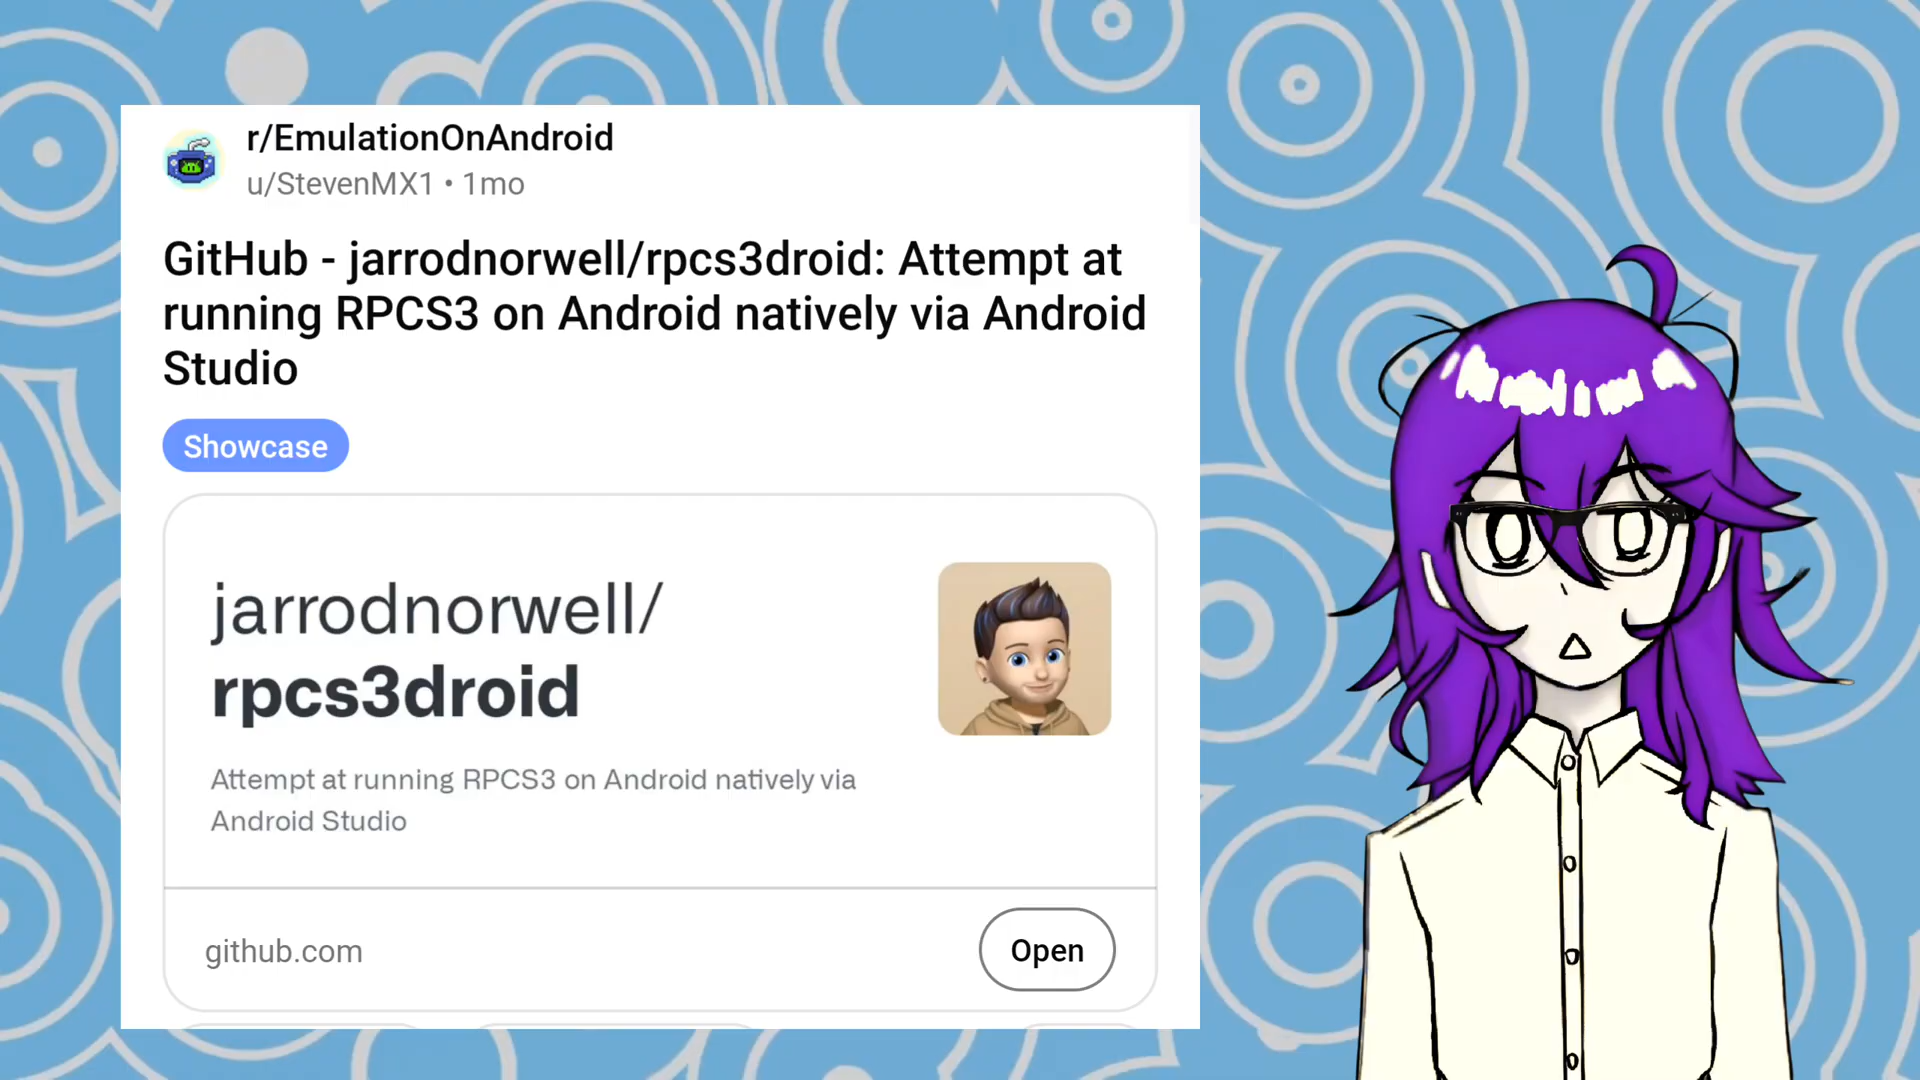 r/EmulationOnAndroid
u/StevenMX1 • 1mo
GitHub - jarrodnorwell/rpcs3droid: Attempt at
running RPCS3 on Android natively via Android
Studio
Showcase
jarrodnorwell/
rpcs3droid
Attempt at running RPCS3 on Android natively via
Android Studio
github.com
Open